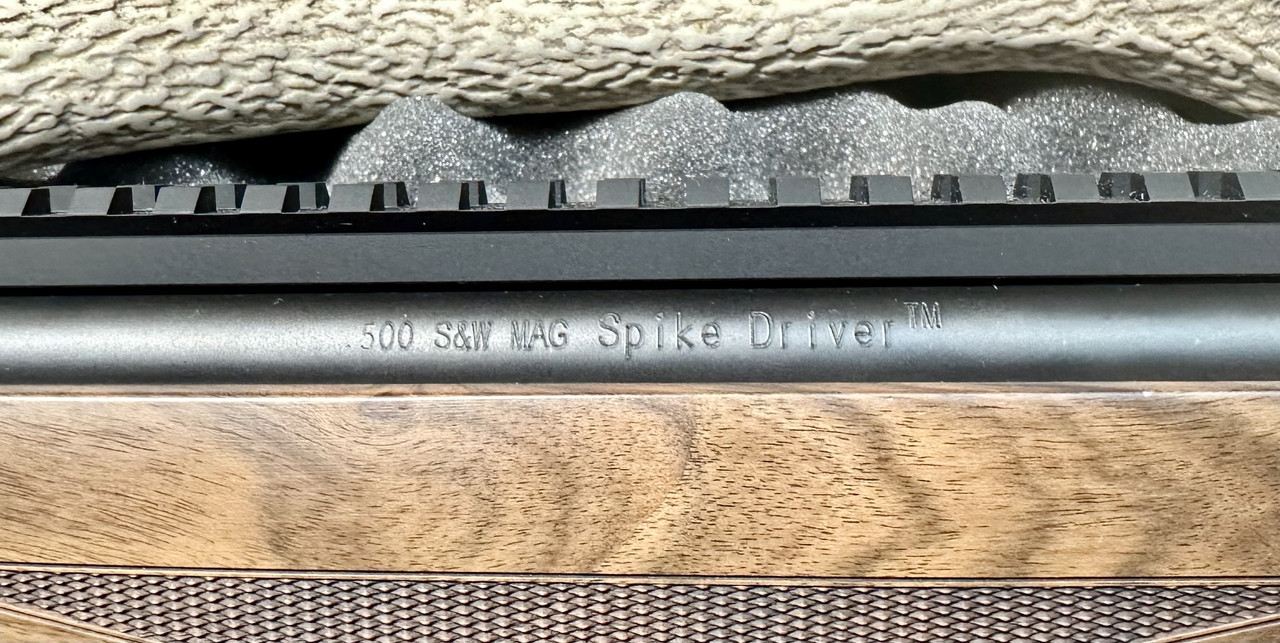 .500 S&W MAG Spike Driver™